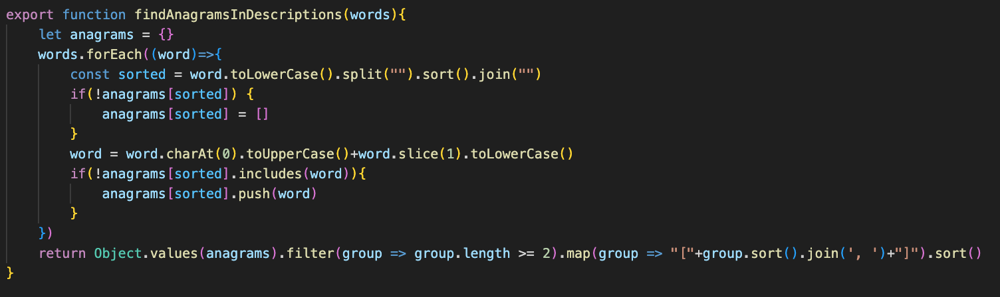 export function findAnagramsInDescriptions(words){
    let anagrams = {}
    words.forEach((word)=>{
        const sorted = word.toLowerCase().split("").sort().join("")
        if(!anagrams[sorted]) {
            anagrams[sorted] = []
        }
        word = word.charAt(0).toUpperCase()+word.slice(1).toLowerCase()
        if(!anagrams[sorted].includes(word)){
            anagrams[sorted].push(word)
        }
    })
    return Object.values(anagrams).filter(group => group.length >= 2).map(group => "["+group.sort().join(', ')+"]").sort()
}